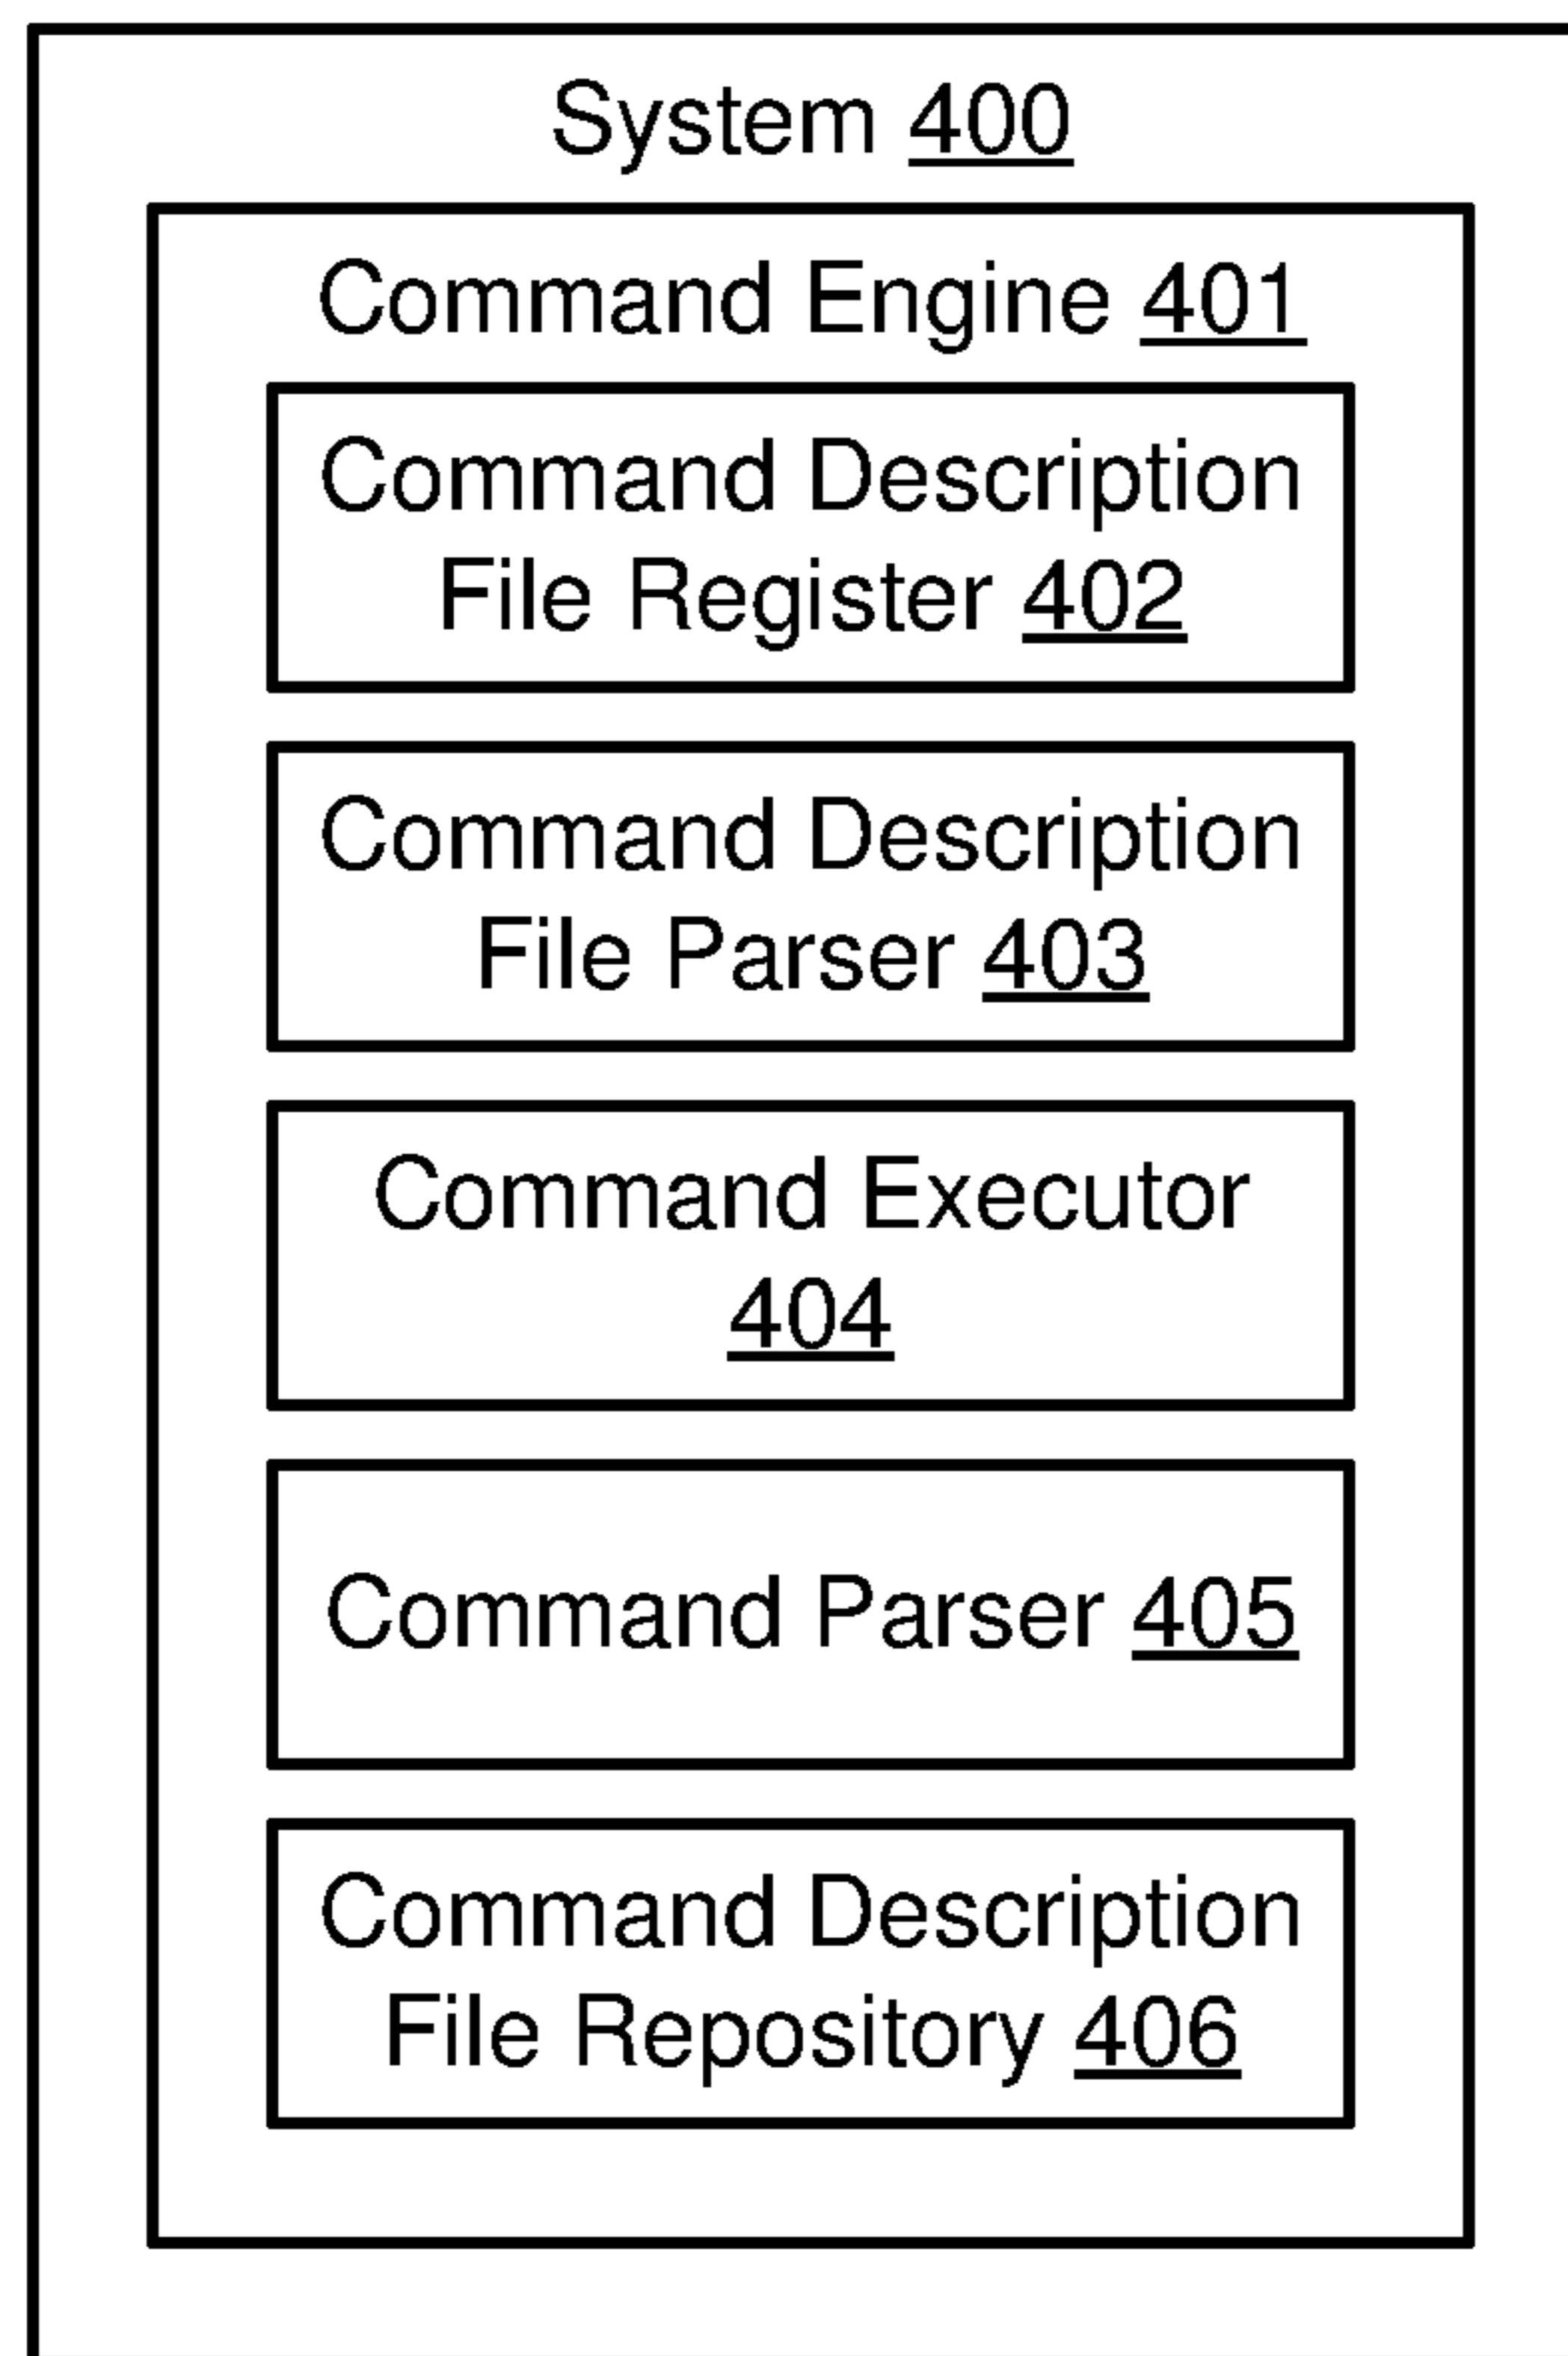 System 400
Command Engine 401
Command Description
File Register 402
Command Description
File Parser 403
Command Executor
404
Command Parser 405
Command Description
File Repository 406